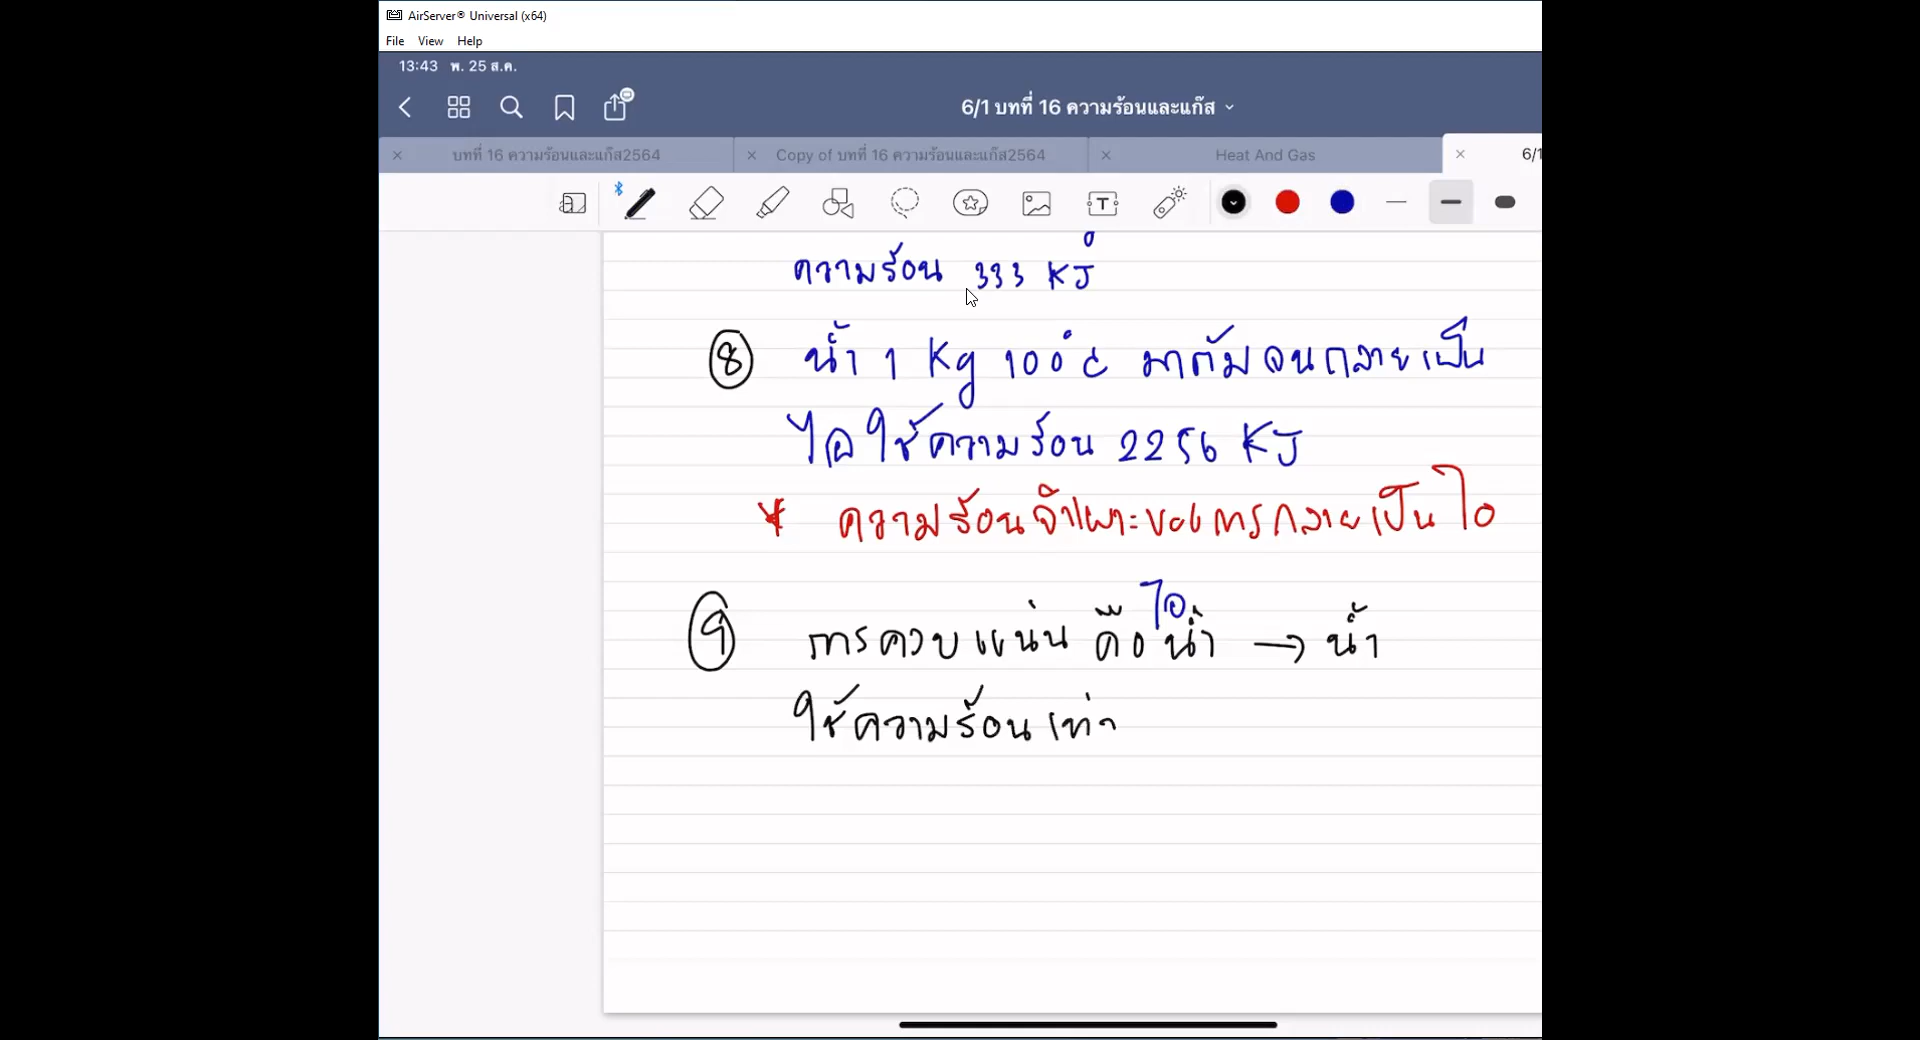 AirServer® Universal (x64)
File View Help
13:43 พ. 25 ส.ค.
6/1 บทที่ 16 ความร้อนและแก๊ส
บทที่ 16 ความร้อนและแก๊ส2564
Copy of บทที่ 16 ความร้อนและแก๊ส2564
Heat And Gas
6/1
ความร้อน 333 KJ
8 น้ำ 1 Kg 100°C มาต้มจนกลายเป็น
ไอ ใช้ความร้อน 2256 KJ
* ความร้อนจำเพาะของการกลายเป็นไอ
9 การควบแน่น คือ ไอน้ำ → น้ำ
ใช้ความร้อนเท่า